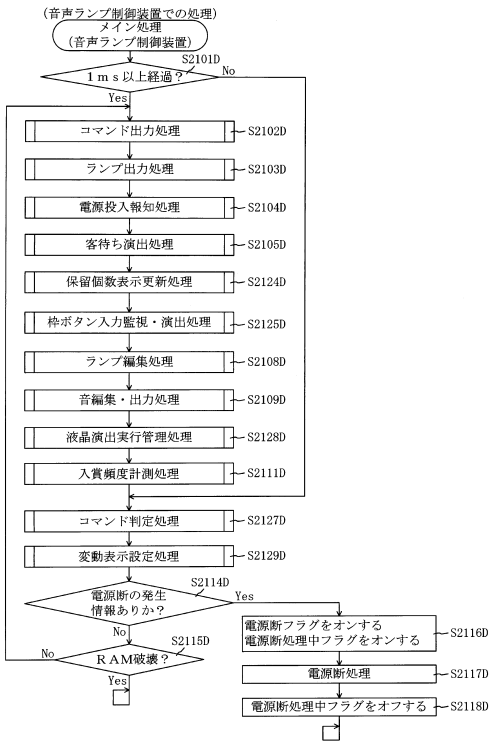 (音声ランプ制御装置での処理)
メイン処理
(音声ランプ制御装置)
S2101D
1ms以上経過?
No
Yes
コマンド出力処理
S2102D
ランプ出力処理
S2103D
電源投入報知処理
S2104D
客待ち演出処理
S2105D
保留個数表示更新処理
S2124D
枠ボタン入力監視・演出処理
S2125D
ランプ編集処理
S2108D
音編集・出力処理
S2109D
液晶演出実行管理処理
S2128D
入賞頻度計測処理
S2111D
コマンド判定処理
S2127D
変動表示設定処理
S2129D
S2114D
電源断の発生
情報ありか?
Yes
No
S2115D
RAM破壊?
No
Yes
電源断フラグをオンする
電源断処理中フラグをオンする
S2116D
電源断処理
S2117D
電源断処理中フラグをオフする
S2118D